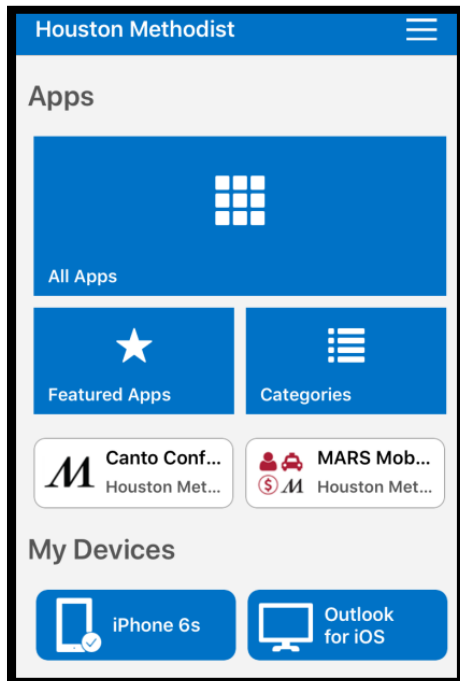 Houston Methodist
Apps
All Apps
Featured Apps
Categories
Canto Conf...
Houston Met...
MARS Mob...
Houston Met...
My Devices
iPhone 6s
Outlook
for iOS